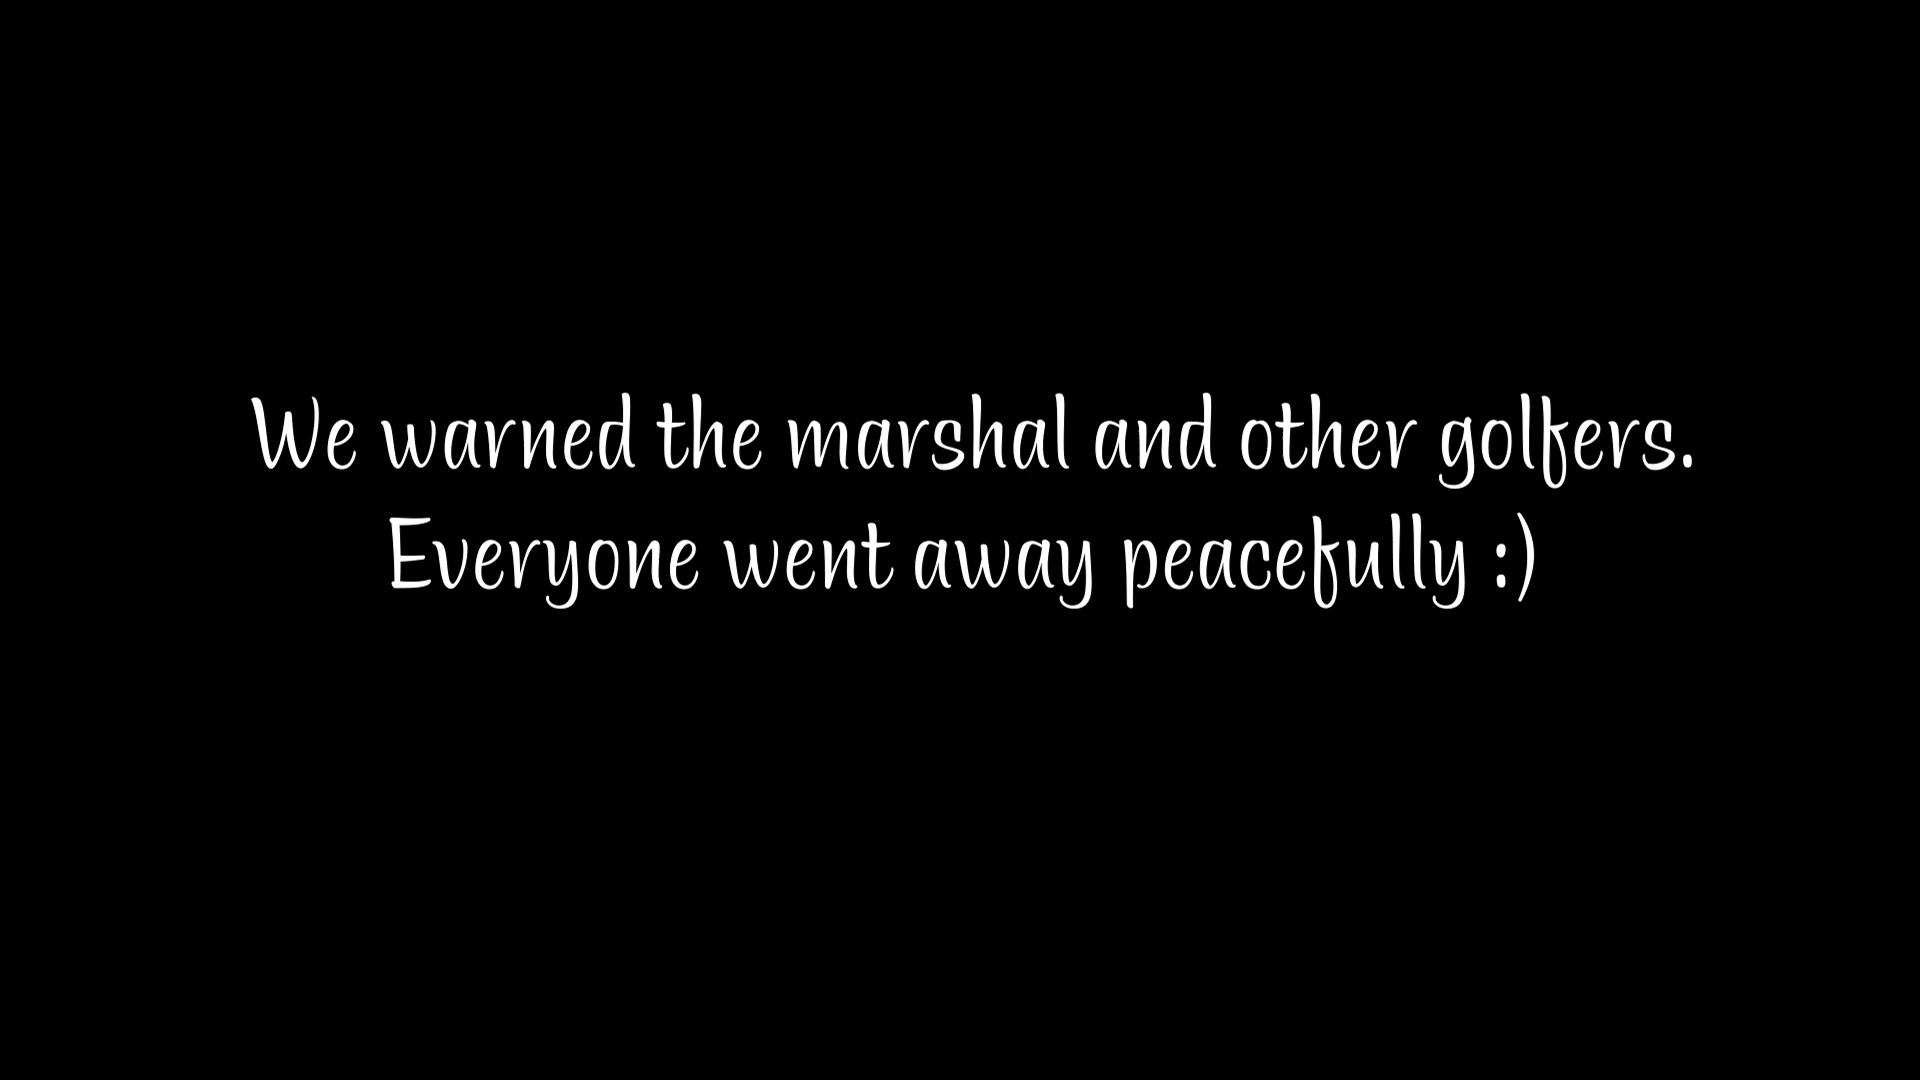 We warned the marshal and other golfers.
Everyone went away peacefully :)